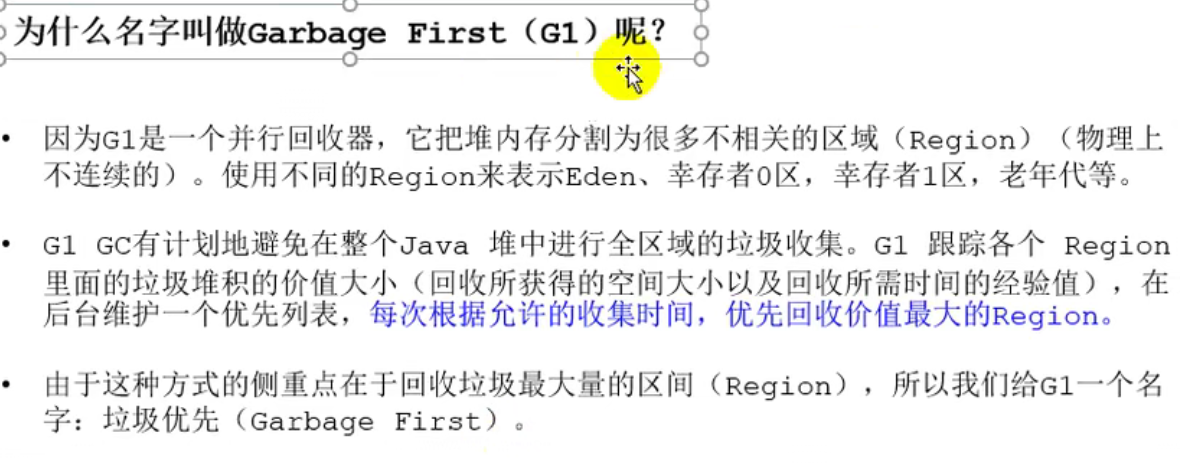 为什么名字叫做Garbage First（G1）呢？
• 因为G1是一个并行回收器，它把堆内存分割为很多不相关的区域（Region）（物理上
不连续的）。使用不同的Region来表示Eden、幸存者0区，幸存者1区，老年代等。
• G1 GC有计划地避免在整个Java 堆中进行全区域的垃圾收集。G1 跟踪各个 Region
里面的垃圾堆积的价值大小（回收所获得的空间大小以及回收所需时间的经验值），在
后台维护一个优先列表，每次根据允许的收集时间，优先回收价值最大的Region。
• 由于这种方式的侧重点在于回收垃圾最大量的区间（Region），所以我们给G1一个名
字：垃圾优先（Garbage First）。